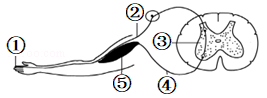 ① ② ③
⑤ ④